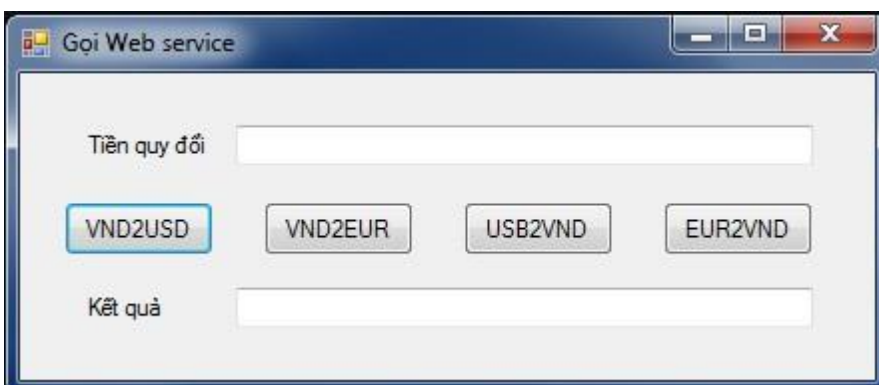 Gọi Web service
Tiền quy đổi
VND2USD VND2EUR USB2VND EUR2VND
Kết quả